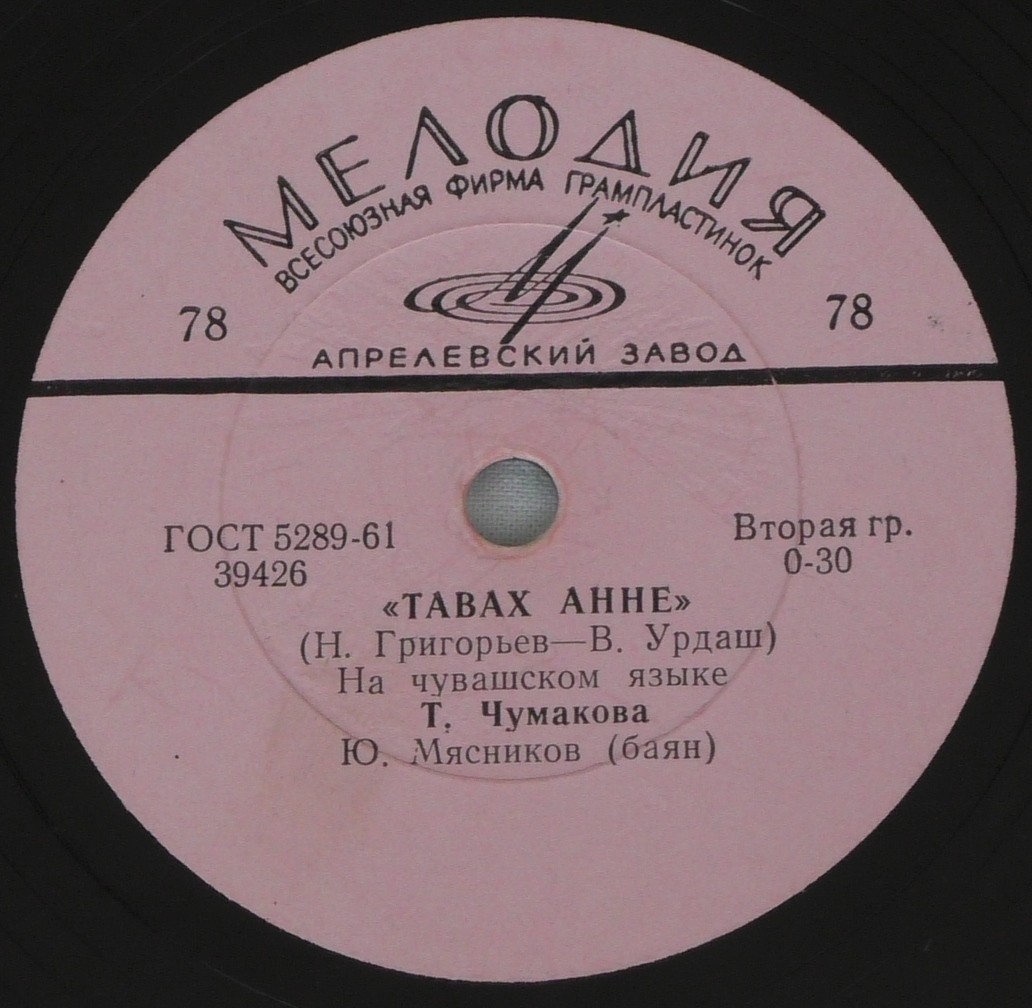 МЕЛОДИЯ
ВСЕСОЮЗНАЯ ФИРМА ГРАМПЛАСТИНОК
78
78
АПРЕЛЕВСКИЙ ЗАВОД
ГОСТ 5289-61
39426
Вторая гр.
0-30
«ТАВАХ АННЕ»
(Н. Григорьев—В. Урдаш)
На чувашском языке
Т. Чумакова
Ю. Мясников (баян)